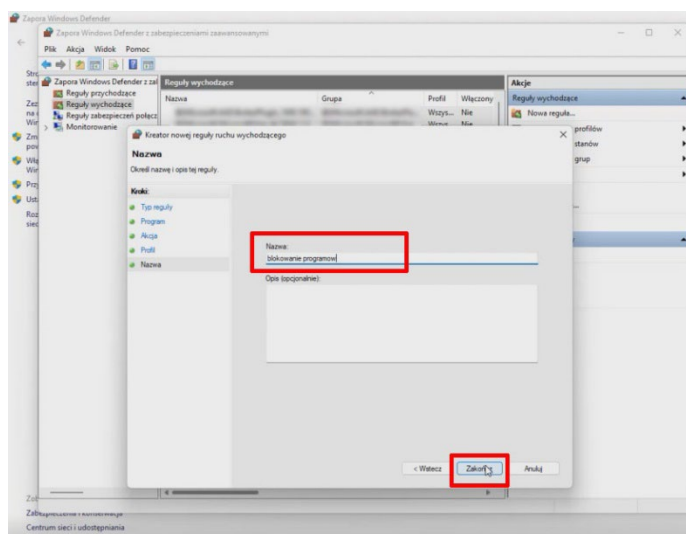 Zapora Windows Defender
Zapora Windows Defender z zabezpieczeniami zaawansowanymi
Plik Akcja Widok Pomoc
Zapora Windows Defender z zal
Reguły przychodzące
Reguły wychodzące
Reguły zabezpieczeń połącz
Monitorowanie
Reguły wychodzące
Nazwa Grupa Profil Włączony
Wszys... Nie
Wszys Nie
Akcje
Reguły wychodzące
Nowa reguła...
profilów
stanów
grup
Kreator nowej reguły ruchu wychodzącego
Nazwa
Określ nazwę i opis tej reguły.
Kroki:
Typ reguły
Program
Akcja
Profil
Nazwa
Nazwa:
blokowanie programow
Opis (opcjonalnie):
< Wstecz Zakończ Anuluj
Centrum sieci i udostępniania